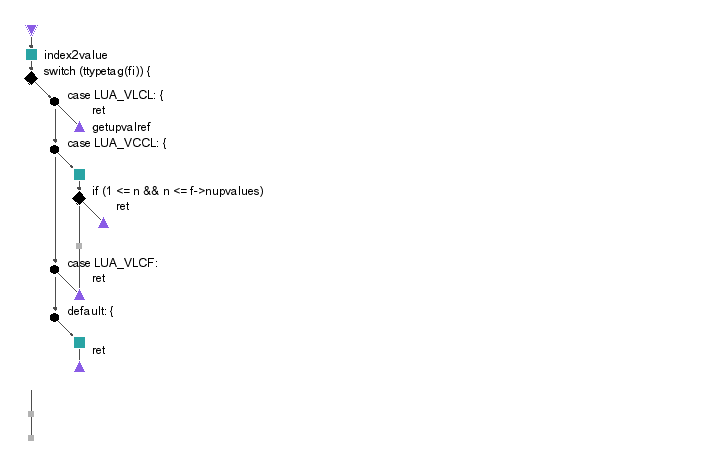 index2value
switch (ttypetag(fi)) {
case LUA_VLCL: {
ret
getupvalref
case LUA_VCCL: {
if (1 <= n && n <= f->nupvalues)
ret
case LUA_VLCF:
ret
default: {
ret